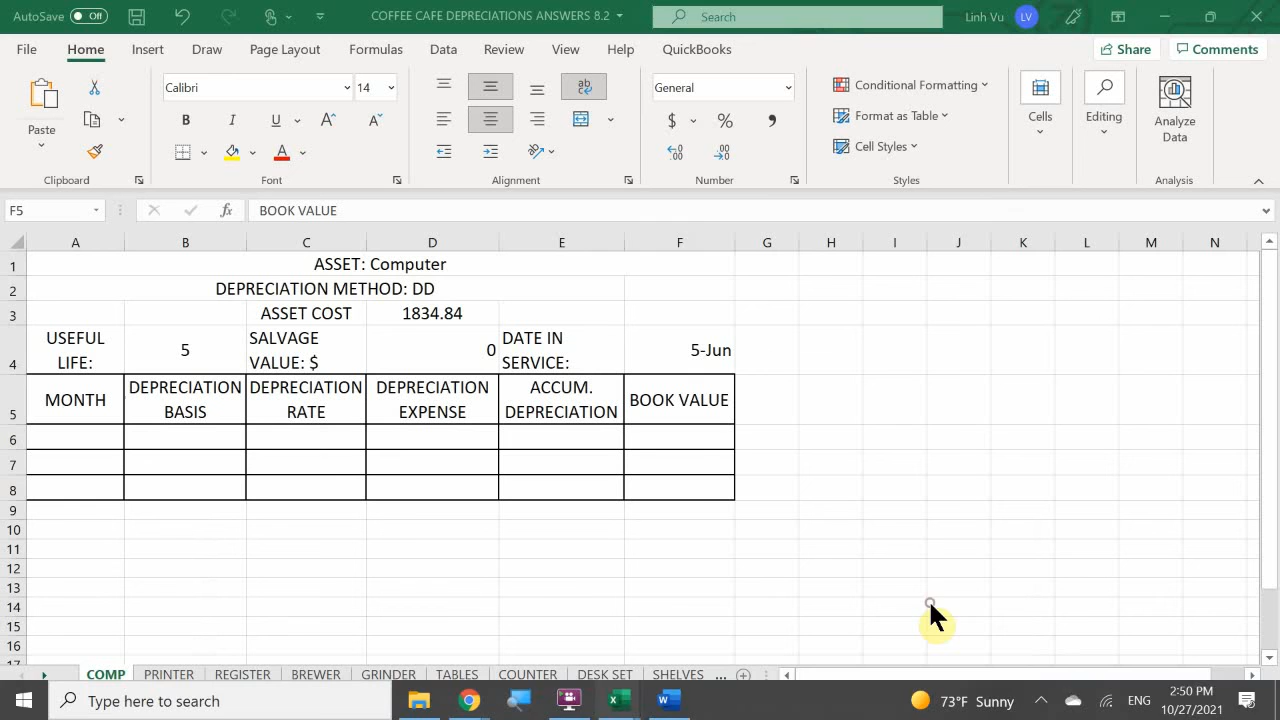 AutoSave Off COFFEE CAFE DEPRECIATIONS ANSWERS 8.2 Search Linh Vu LV
File Home Insert Draw Page Layout Formulas Data Review View Help QuickBooks Share Comments
Paste Calibri 14 General Conditional Formatting Cells Editing Analyze Data
B I U A A $ % , Format as Table
Cell Styles
Clipboard Font Alignment Number Styles Analysis
F5 fx BOOK VALUE
A B C D E F G H I J K L M N
1 ASSET: Computer
2 DEPRECIATION METHOD: DD
3 ASSET COST 1834.84
4 USEFUL LIFE: 5 SALVAGE VALUE: $ 0 DATE IN SERVICE: 5-Jun
5 MONTH DEPRECIATION BASIS DEPRECIATION RATE DEPRECIATION EXPENSE ACCUM. DEPRECIATION BOOK VALUE
6
7
8
9
10
11
12
13
14
15
16
17
COMP PRINTER REGISTER BREWER GRINDER TABLES COUNTER DESK SET SHELVES ...
Type here to search 73°F Sunny ENG 2:50 PM
10/27/2021